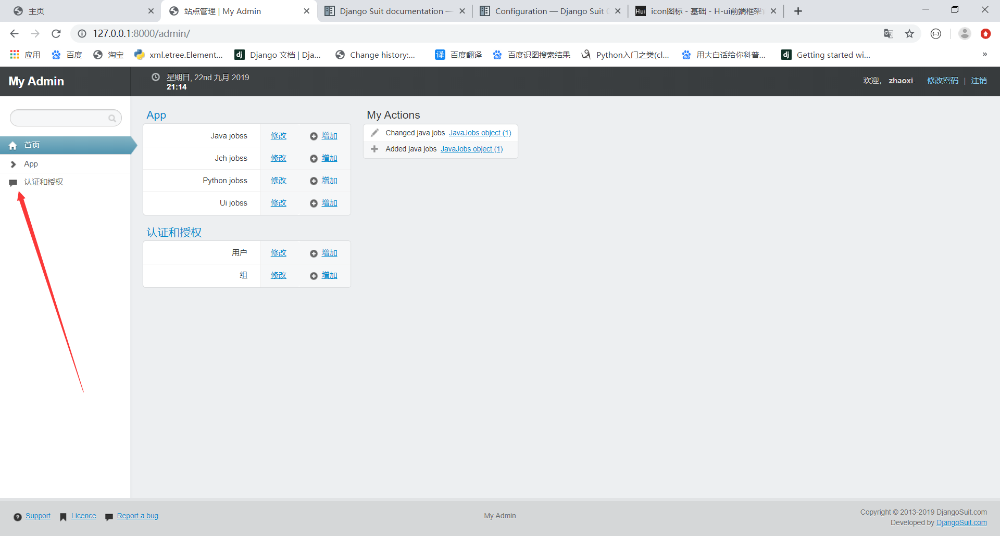 主页
站点管理 | My Admin
Django Suit documentation —
Configuration — Django Suit
Hui icon图标 - 基础 - H-ui前端框架
127.0.0.1:8000/admin/
应用 百度 淘宝 xml.etree.Element... Django 文档 | Dja... Change history:... 译 百度翻译 百度识图搜索结果 Python入门之类(cl... 用大白话给你科普... dj Getting started wi... »
My Admin
星期日, 22nd 九月 2019
21:14
欢迎， zhaoxi. 修改密码 | 注销
首页
App
认证和授权
App
Java jobss 修改 增加
Jch jobss 修改 增加
Python jobss 修改 增加
Ui jobss 修改 增加
认证和授权
用户 修改 增加
组 修改 增加
My Actions
Changed java jobs JavaJobs object (1)
Added java jobs JavaJobs object (1)
Support Licence Report a bug
My Admin
Copyright © 2013-2019 DjangoSuit.com
Developed by DjangoSuit.com